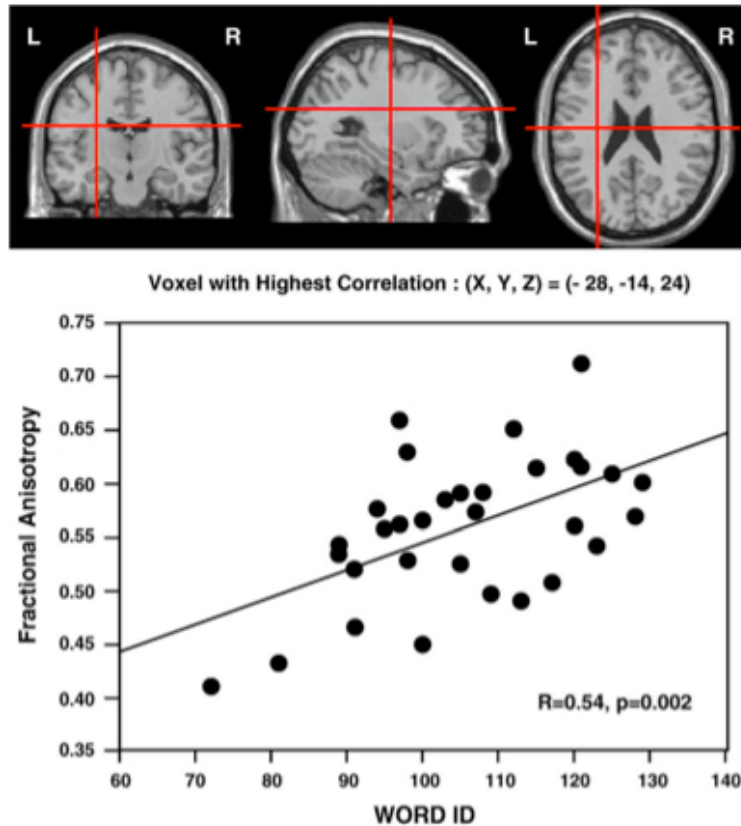 L R L R
Voxel with Highest Correlation : (X, Y, Z) = (- 28, -14, 24)
0.75
0.70
0.65
0.60
0.55
0.50
0.45
0.40
0.35
Fractional Anisotropy
R=0.54, p=0.002
60 70 80 90 100 110 120 130 140
WORD ID